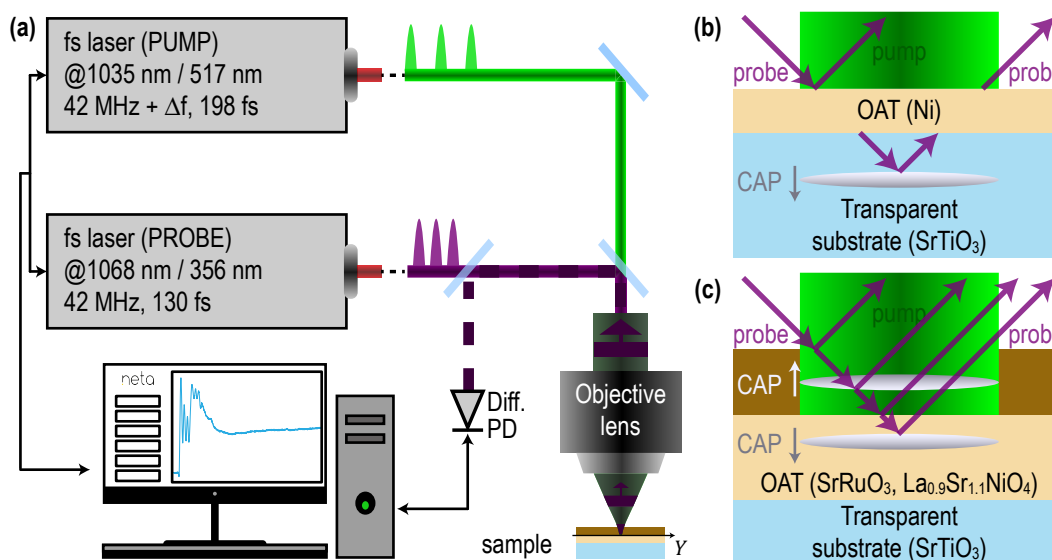 (a)
fs laser (PUMP)
@1035 nm / 517 nm
42 MHz + Δf, 198 fs
fs laser (PROBE)
@1068 nm / 356 nm
42 MHz, 130 fs
neta
Diff.
PD
Objective
lens
sample
Y
(b)
pump
probe
probe
OAT (Ni)
CAP
Transparent
substrate (SrTiO₃)
(c)
pump
probe
probe
CAP
CAP
OAT (SrRuO₃, La₀.₉Sr₁.₁NiO₄)
Transparent
substrate (SrTiO₃)